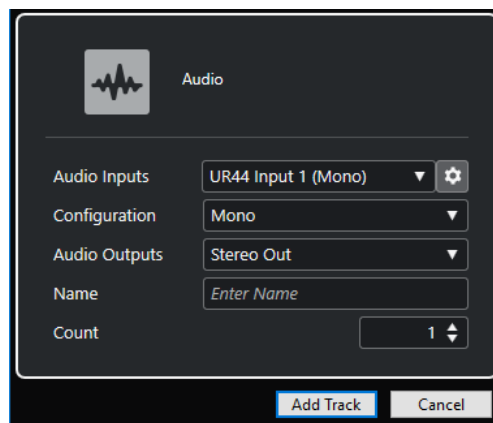 Audio
Audio Inputs UR44 Input 1 (Mono)
Configuration Mono
Audio Outputs Stereo Out
Name Enter Name
Count 1
Add Track Cancel